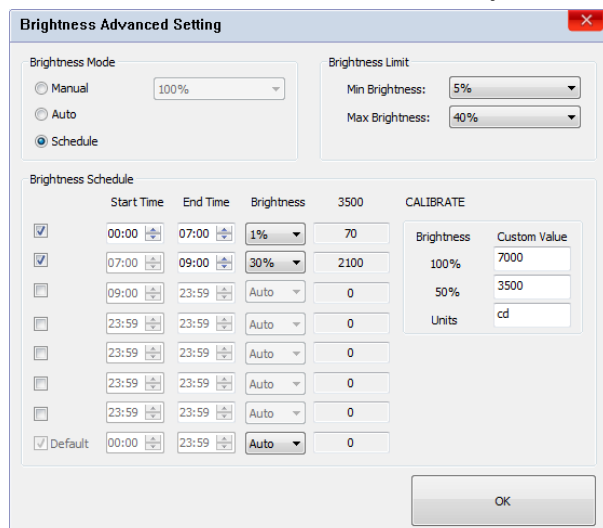 Brightness Advanced Setting
Brightness Mode
Manual 100%
Auto
Schedule
Brightness Limit
Min Brightness: 5%
Max Brightness: 40%
Brightness Schedule
Start Time End Time Brightness 3500 CALIBRATE
00:00 07:00 1% 70
07:00 09:00 30% 2100
09:00 23:59 Auto 0
23:59 23:59 Auto 0
23:59 23:59 Auto 0
23:59 23:59 Auto 0
23:59 23:59 Auto 0
Default 00:00 23:59 Auto 0
Brightness Custom Value
100% 7000
50% 3500
Units cd
OK